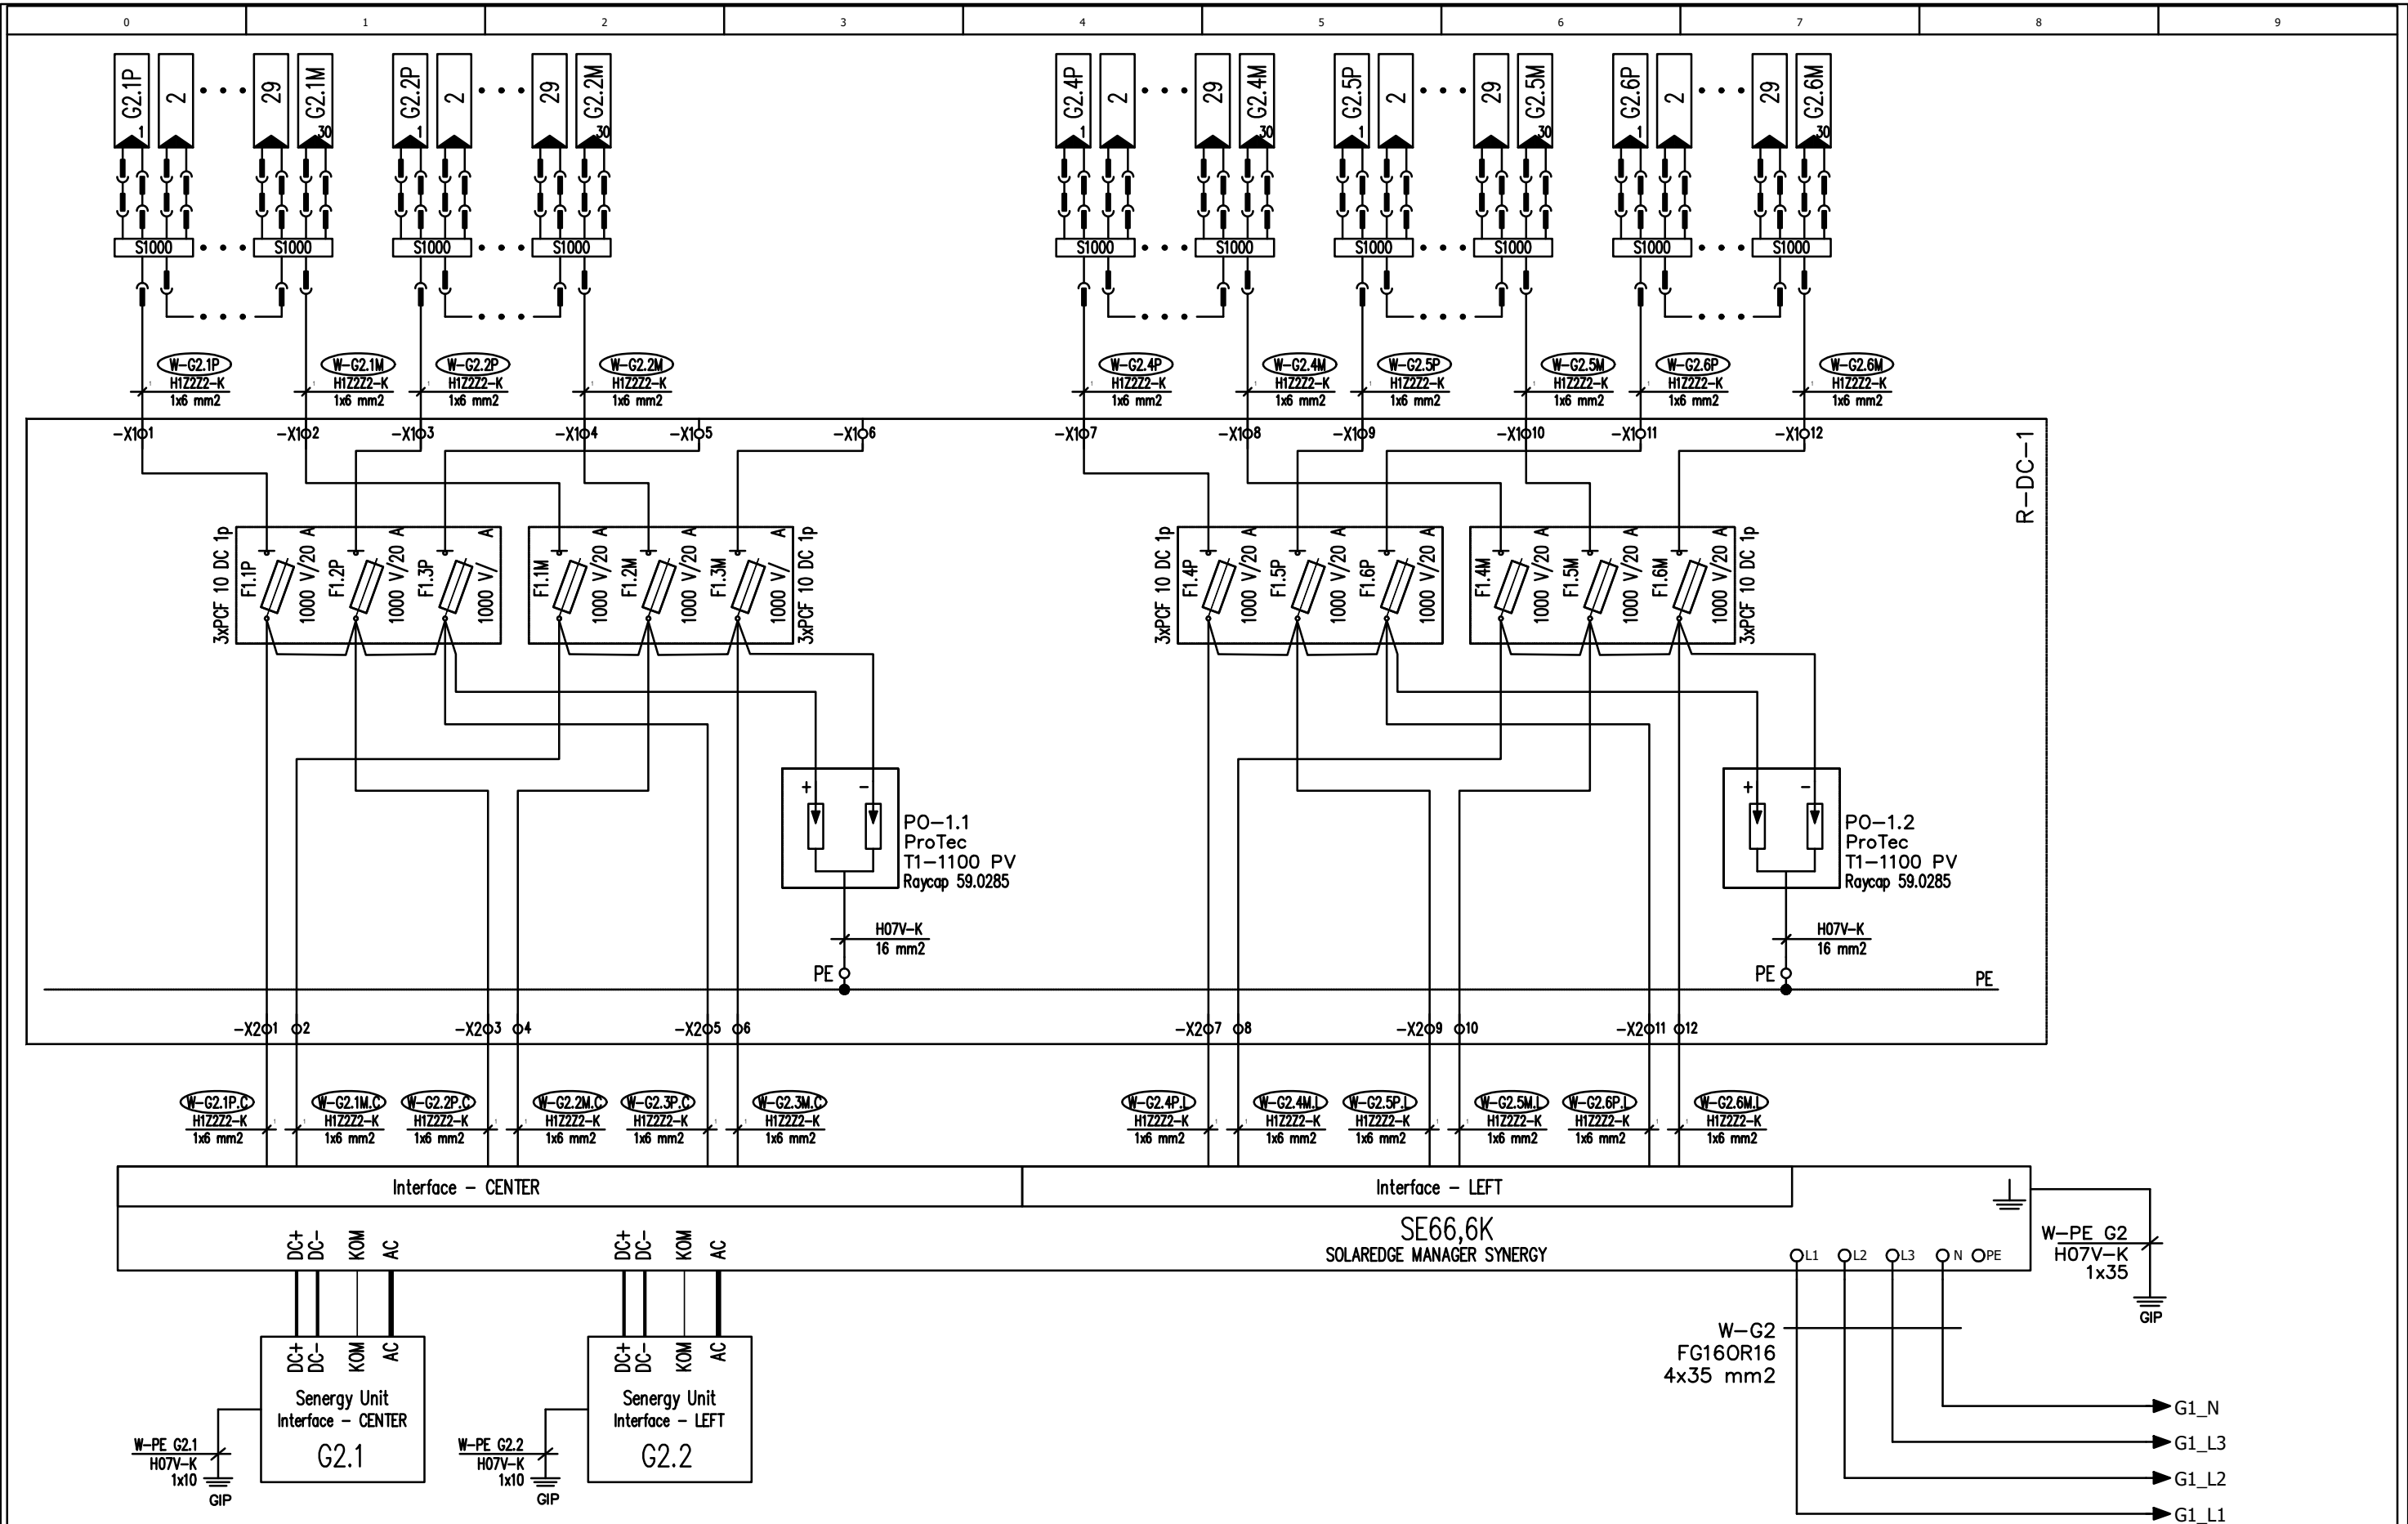 0 1 2 3 4 5 6 7 8 9
G2.1P 2 29 G2.1M G2.2P 2 29 G2.2M G2.4P 2 29 G2.4M G2.5P 2 29 G2.5M G2.6P 2 29 G2.6M
1 30 1 30 1 30 1 30 1 30
S1000 S1000 S1000 S1000 S1000 S1000 S1000 S1000 S1000 S1000
W-G2.1P W-G2.1M W-G2.2P W-G2.2M W-G2.4P W-G2.4M W-G2.5P W-G2.5M W-G2.6P W-G2.6M
H1Z2Z2-K H1Z2Z2-K H1Z2Z2-K H1Z2Z2-K H1Z2Z2-K H1Z2Z2-K H1Z2Z2-K H1Z2Z2-K H1Z2Z2-K H1Z2Z2-K
1x6 mm2 1x6 mm2 1x6 mm2 1x6 mm2 1x6 mm2 1x6 mm2 1x6 mm2 1x6 mm2 1x6 mm2 1x6 mm2
-X1 1 -X1 2 -X1 3 -X1 4 -X1 5 -X1 6 -X1 7 -X1 8 -X1 9 -X1 10 -X1 11 -X1 12
R-DC-1
3xPCF 10 DC 1p
F1.1P
1000 V/20 A
F1.2P
1000 V/20 A
F1.3P
1000 V/ A
F1.1M
1000 V/20 A
F1.2M
1000 V/20 A
F1.3M
1000 V/ A
3xPCF 10 DC 1p
3xPCF 10 DC 1p
F1.4P
1000 V/20 A
F1.5P
1000 V/20 A
F1.6P
1000 V/20 A
F1.4M
1000 V/20 A
F1.5M
1000 V/20 A
F1.6M
1000 V/20 A
3xPCF 10 DC 1p
+ -
PO-1.1
ProTec
T1-1100 PV
Raycap 59.0285
+ -
PO-1.2
ProTec
T1-1100 PV
Raycap 59.0285
H07V-K
16 mm2
H07V-K
16 mm2
PE PE PE
-X2 1 2 -X2 3 4 -X2 5 6 -X2 7 8 -X2 9 10 -X2 11 12
W-G2.1P.C W-G2.1M.C W-G2.2P.C W-G2.2M.C W-G2.3P.C W-G2.3M.C W-G2.4P.L W-G2.4M.L W-G2.5P.L W-G2.5M.L W-G2.6P.L W-G2.6M.L
H1Z2Z2-K H1Z2Z2-K H1Z2Z2-K H1Z2Z2-K H1Z2Z2-K H1Z2Z2-K H1Z2Z2-K H1Z2Z2-K H1Z2Z2-K H1Z2Z2-K H1Z2Z2-K H1Z2Z2-K
1x6 mm2 1x6 mm2 1x6 mm2 1x6 mm2 1x6 mm2 1x6 mm2 1x6 mm2 1x6 mm2 1x6 mm2 1x6 mm2 1x6 mm2 1x6 mm2
Interface - CENTER Interface - LEFT
SE66,6K
SOLAREDGE MANAGER SYNERGY
DC+ DC- KOM AC DC+ DC- KOM AC
L1 L2 L3 N PE
W-PE G2
H07V-K
1x35
GIP
DC+ DC- KOM AC DC+ DC- KOM AC
Senergy Unit
Interface - CENTER
G2.1
Senergy Unit
Interface - LEFT
G2.2
W-PE G2.1
H07V-K
1x10
GIP
W-PE G2.2
H07V-K
1x10
GIP
W-G2
FG16OR16
4x35 mm2
G1_N
G1_L3
G1_L2
G1_L1